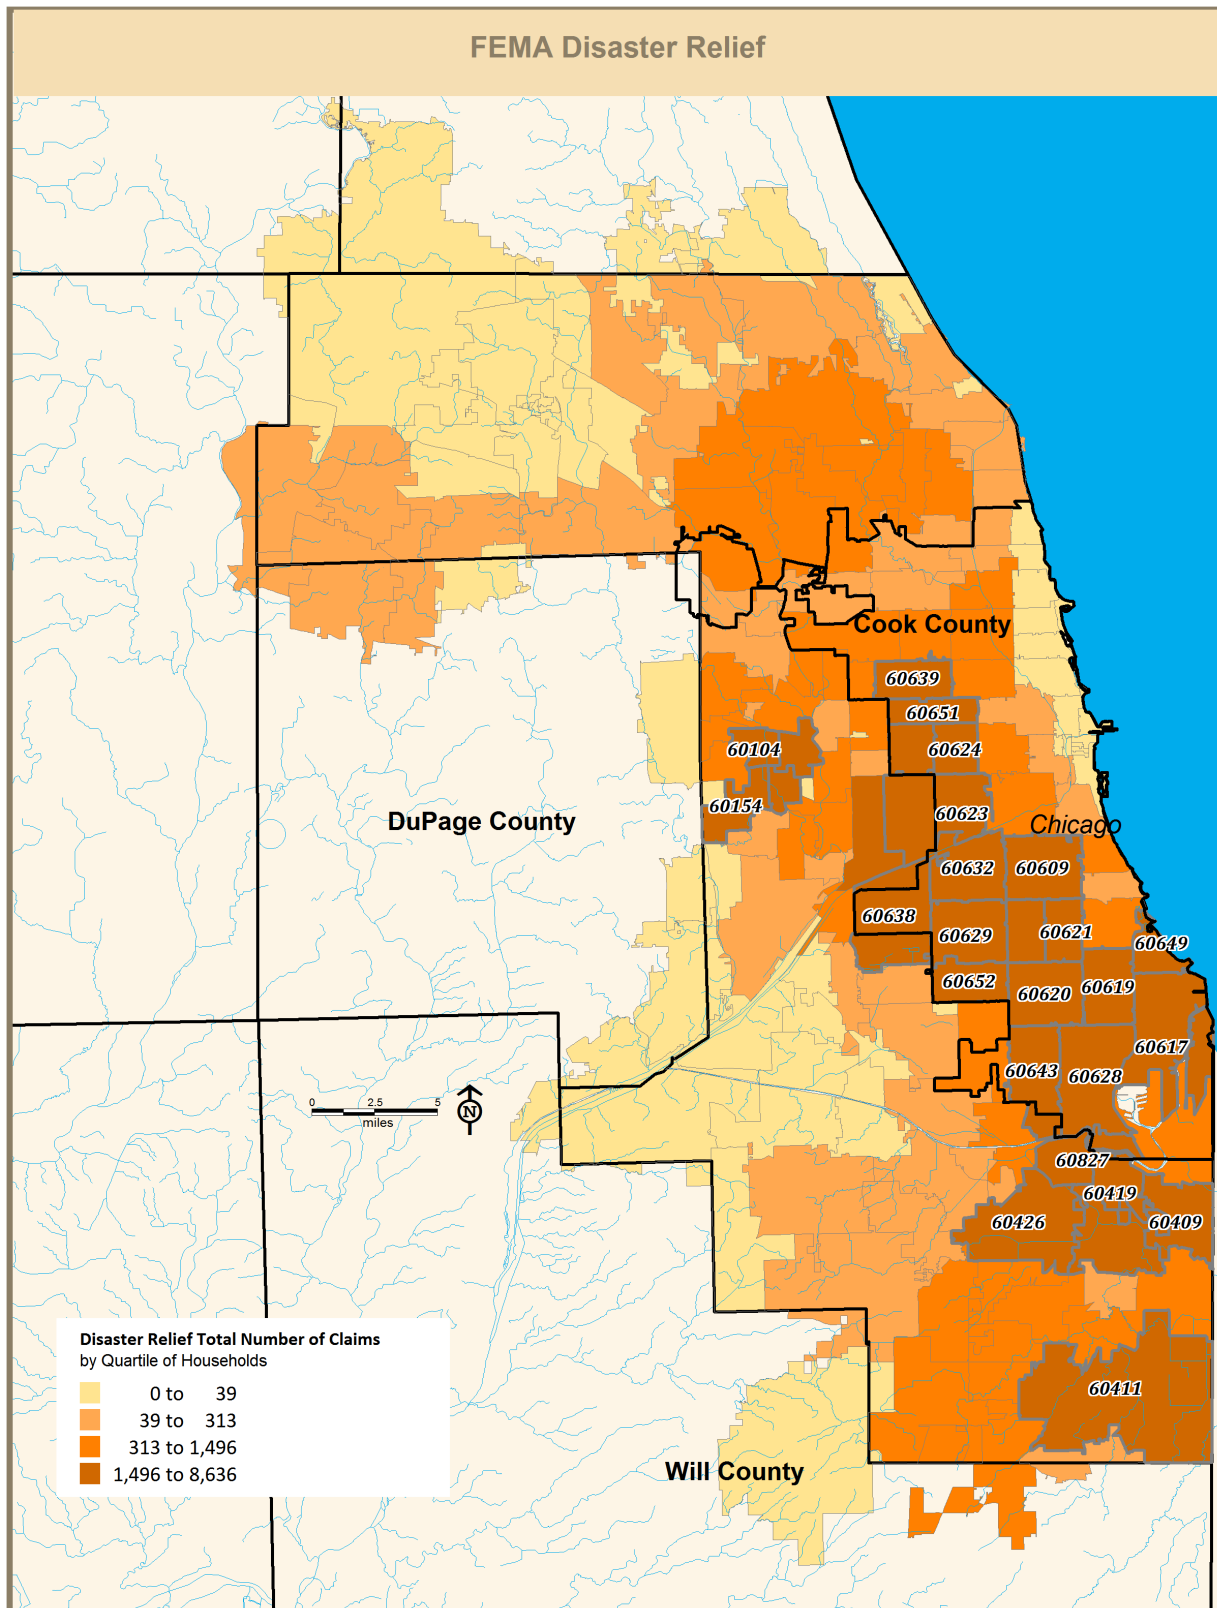 FEMA Disaster Relief
Cook County
60639
60651
60104
60624
60154
60623
DuPage County
Chicago
60632
60609
60638
60629
60621
60649
60652
60620
60619
60617
60643
60628
0
2.5
5
miles
N
60827
60419
60426
60409
Disaster Relief Total Number of Claims
by Quartile of Households
0 to 39
39 to 313
313 to 1,496
1,496 to 8,636
60411
Will County